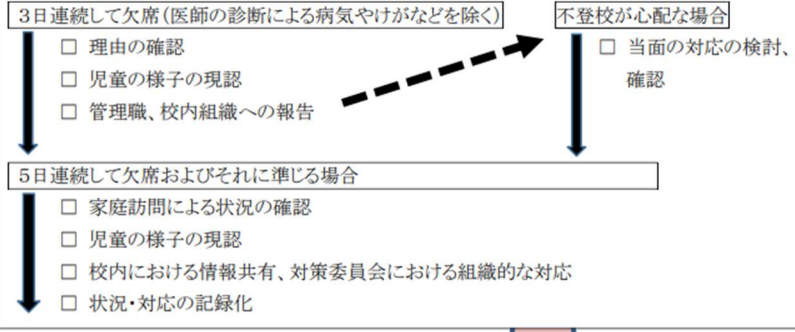 3日連続して欠席(医師の診断による病気やけがなどを除く)
□ 理由の確認
□ 児童の様子の現認
□ 管理職、校内組織への報告
不登校が心配な場合
□ 当面の対応の検討、
確認
5日連続して欠席およびそれに準じる場合
□ 家庭訪問による状況の確認
□ 児童の様子の現認
□ 校内における情報共有、対策委員会における組織的な対応
□ 状況・対応の記録化